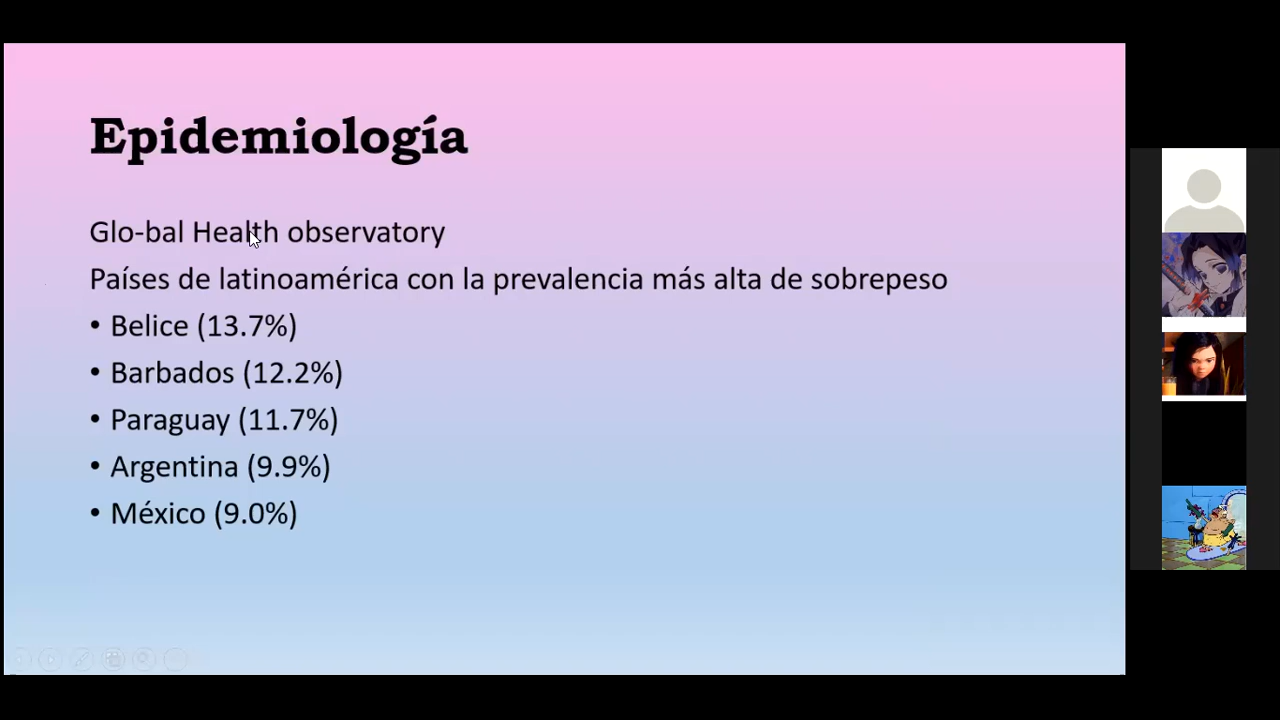 Epidemiología
Glo-bal Health observatory
Países de latinoamérica con la prevalencia más alta de sobrepeso
• Belice (13.7%)
• Barbados (12.2%)
• Paraguay (11.7%)
• Argentina (9.9%)
• México (9.0%)